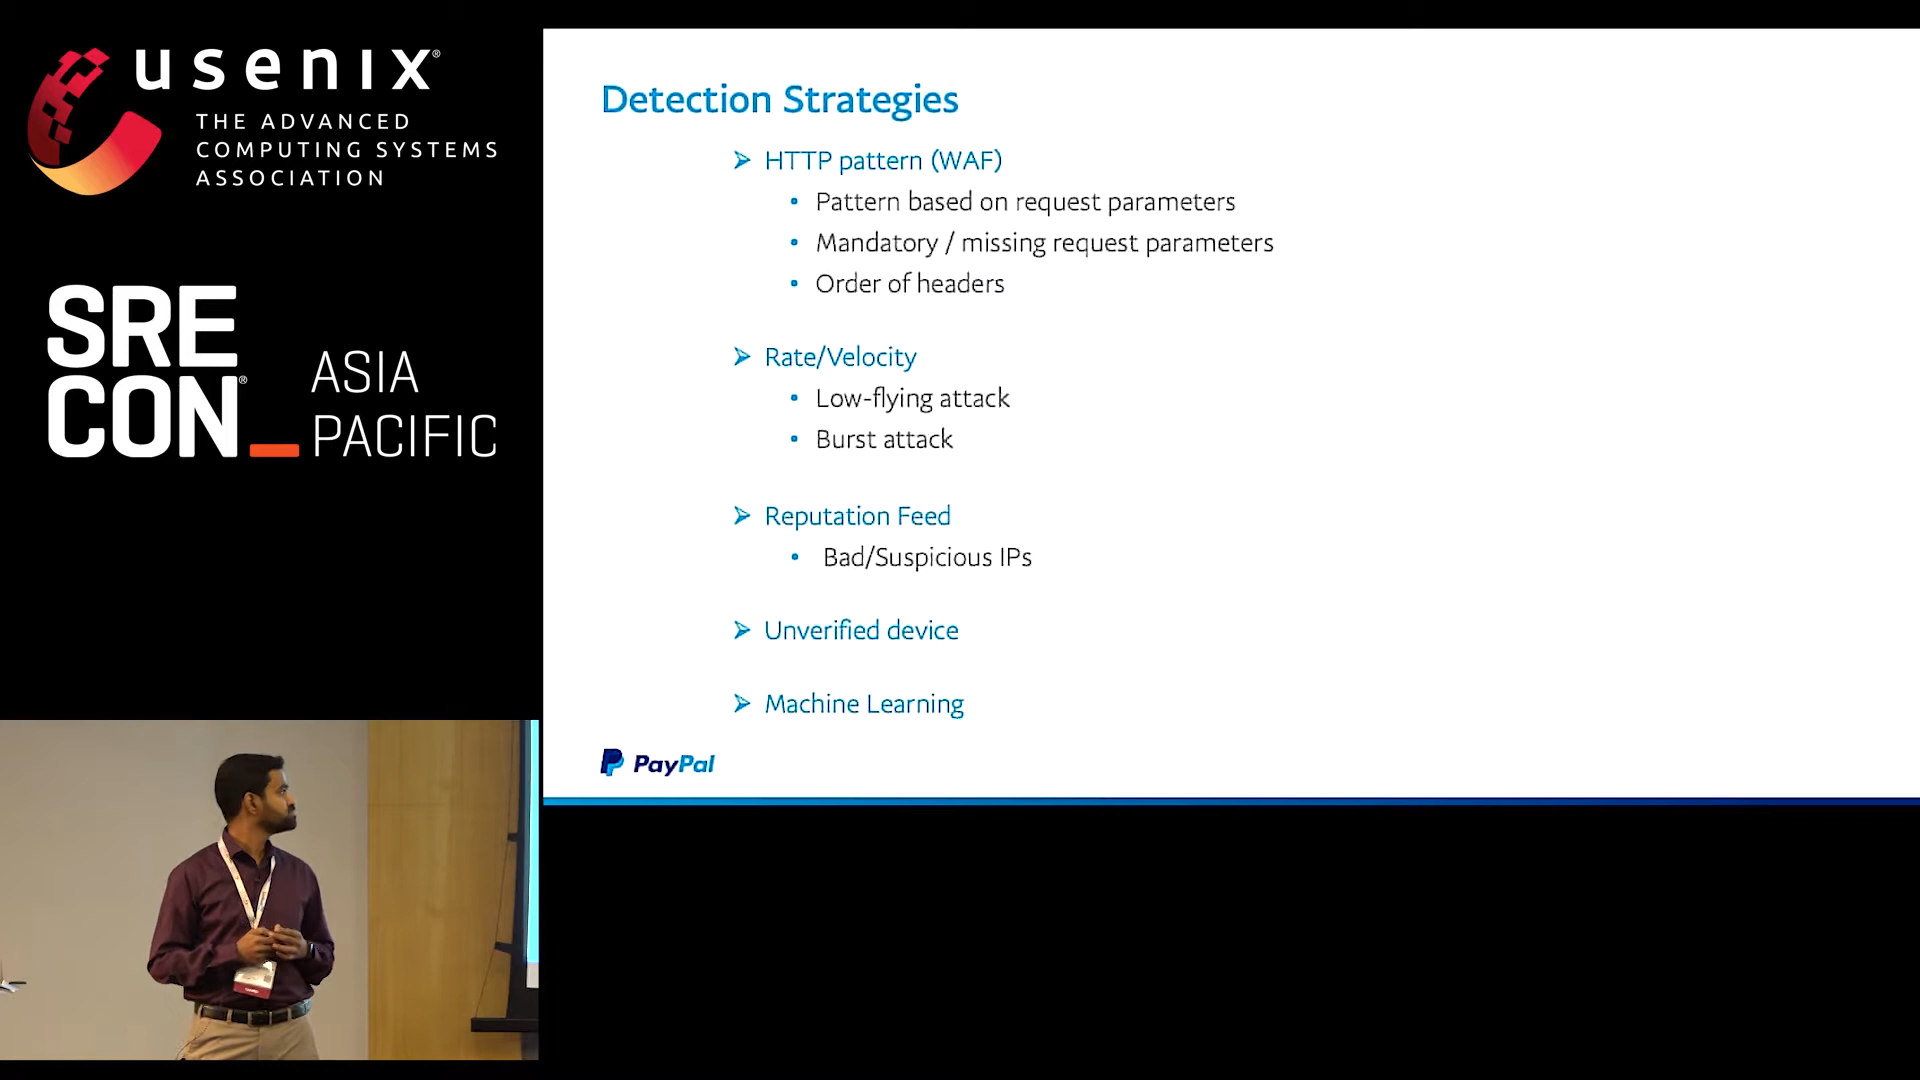 usenix®
THE ADVANCED
COMPUTING SYSTEMS
ASSOCIATION
SRE
CON®
ASIA
PACIFIC
Detection Strategies
HTTP pattern (WAF)
Pattern based on request parameters
Mandatory / missing request parameters
Order of headers
Rate/Velocity
Low-flying attack
Burst attack
Reputation Feed
Bad/Suspicious IPs
Unverified device
Machine Learning
PayPal